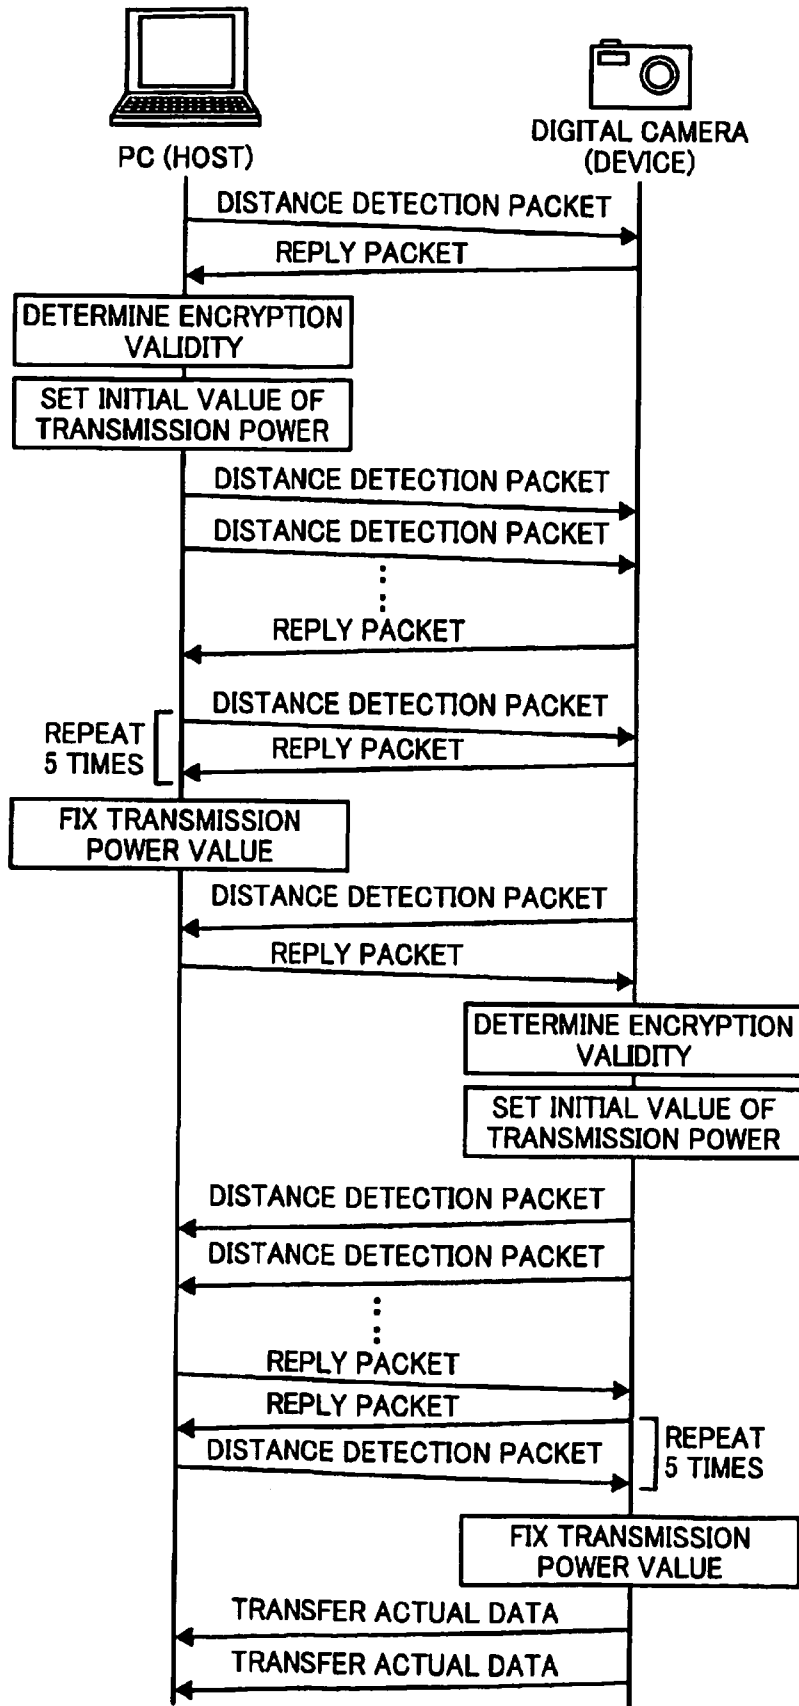 PC (HOST)
DIGITAL CAMERA
(DEVICE)
DISTANCE DETECTION PACKET
REPLY PACKET
DETERMINE ENCRYPTION
VALIDITY
SET INITIAL VALUE OF
TRANSMISSION POWER
DISTANCE DETECTION PACKET
DISTANCE DETECTION PACKET
REPLY PACKET
DISTANCE DETECTION PACKET
REPEAT
5 TIMES
REPLY PACKET
FIX TRANSMISSION
POWER VALUE
DISTANCE DETECTION PACKET
REPLY PACKET
DETERMINE ENCRYPTION
VALIDITY
SET INITIAL VALUE OF
TRANSMISSION POWER
DISTANCE DETECTION PACKET
DISTANCE DETECTION PACKET
REPLY PACKET
REPLY PACKET
DISTANCE DETECTION PACKET
REPEAT
5 TIMES
FIX TRANSMISSION
POWER VALUE
TRANSFER ACTUAL DATA
TRANSFER ACTUAL DATA